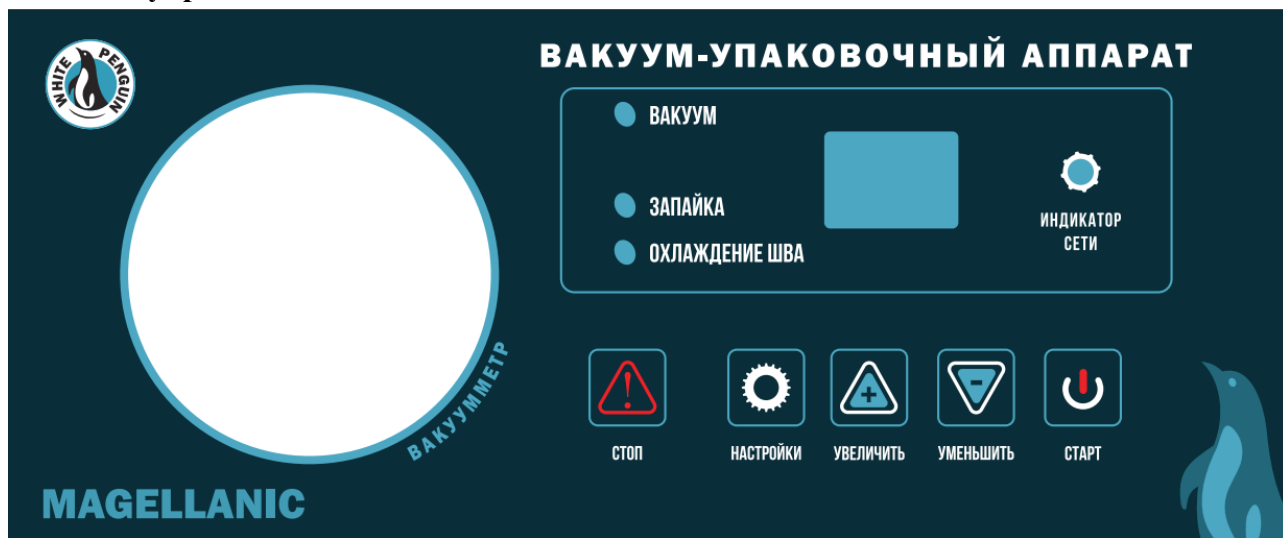 WHITE PENGUIN
ВАКУУМ-УПАКОВОЧНЫЙ АППАРАТ
ВАКУУМ
ЗАПАЙКА
ОХЛАЖДЕНИЕ ШВА
ИНДИКАТОР
СЕТИ
ВАКУУММЕТР
СТОП
НАСТРОЙКИ
УВЕЛИЧИТЬ
УМЕНЬШИТЬ
СТАРТ
MAGELLANIC